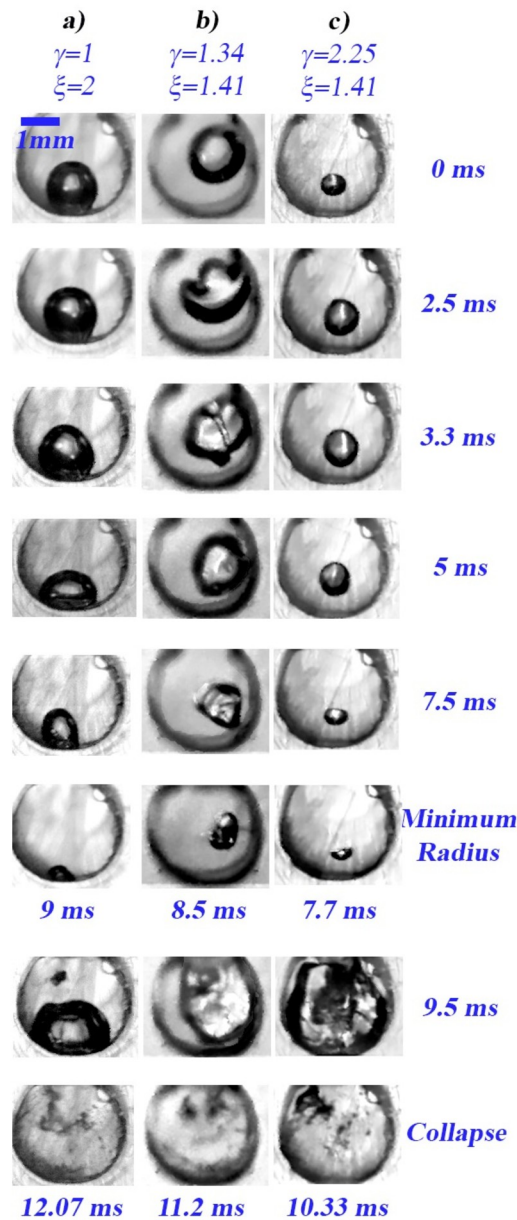 a) b) c)
γ=1 γ=1.34 γ=2.25
ξ=2 ξ=1.41 ξ=1.41
1mm
0 ms
2.5 ms
3.3 ms
5 ms
7.5 ms
Minimum
Radius
9 ms 8.5 ms 7.7 ms
9.5 ms
Collapse
12.07 ms 11.2 ms 10.33 ms